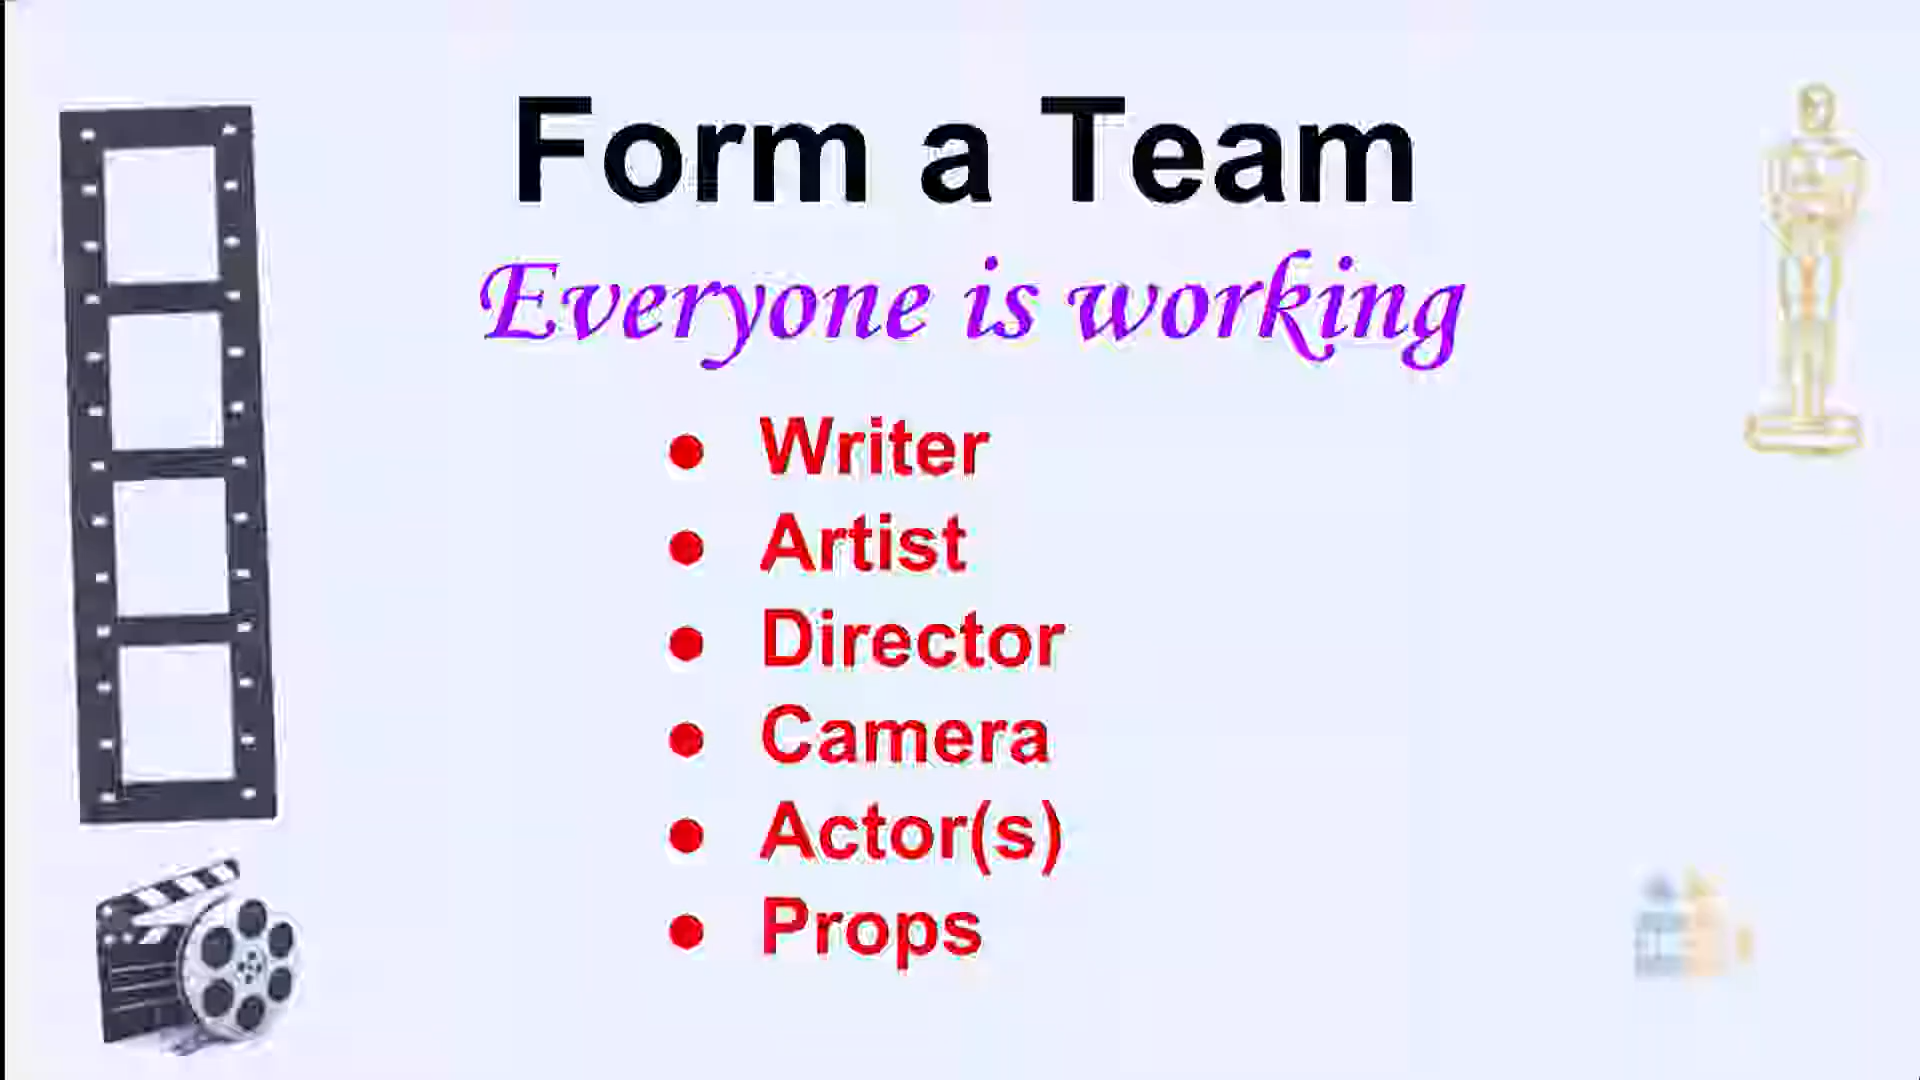 Form a Team
Everyone is working
● Writer
● Artist
● Director
● Camera
● Actor(s)
● Props